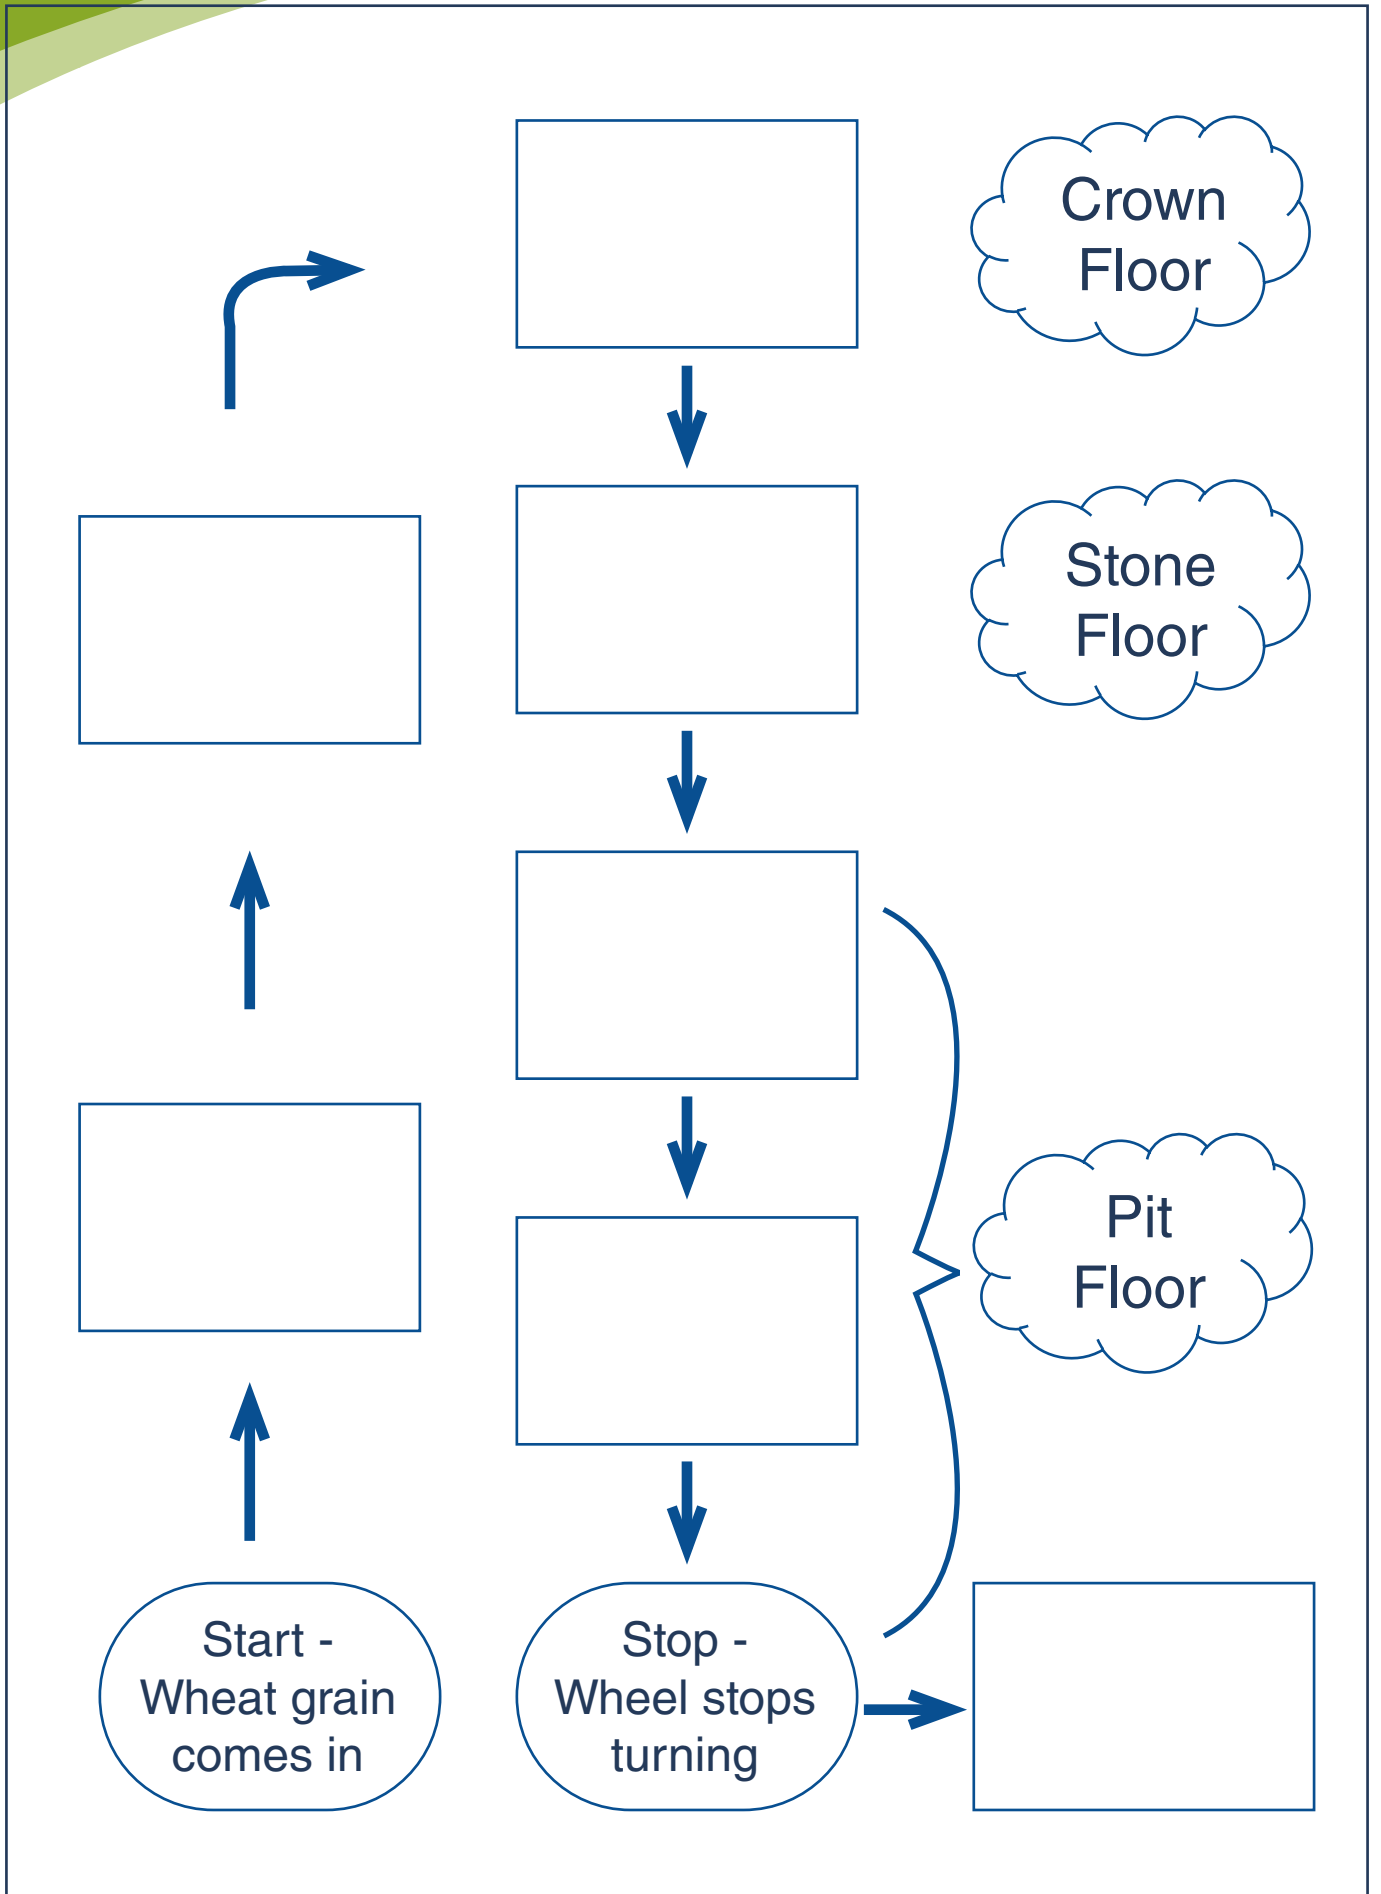 Crown
Floor
Stone
Floor
Pit
Floor
Start -
Wheat grain
comes in
Stop -
Wheel stops
turning